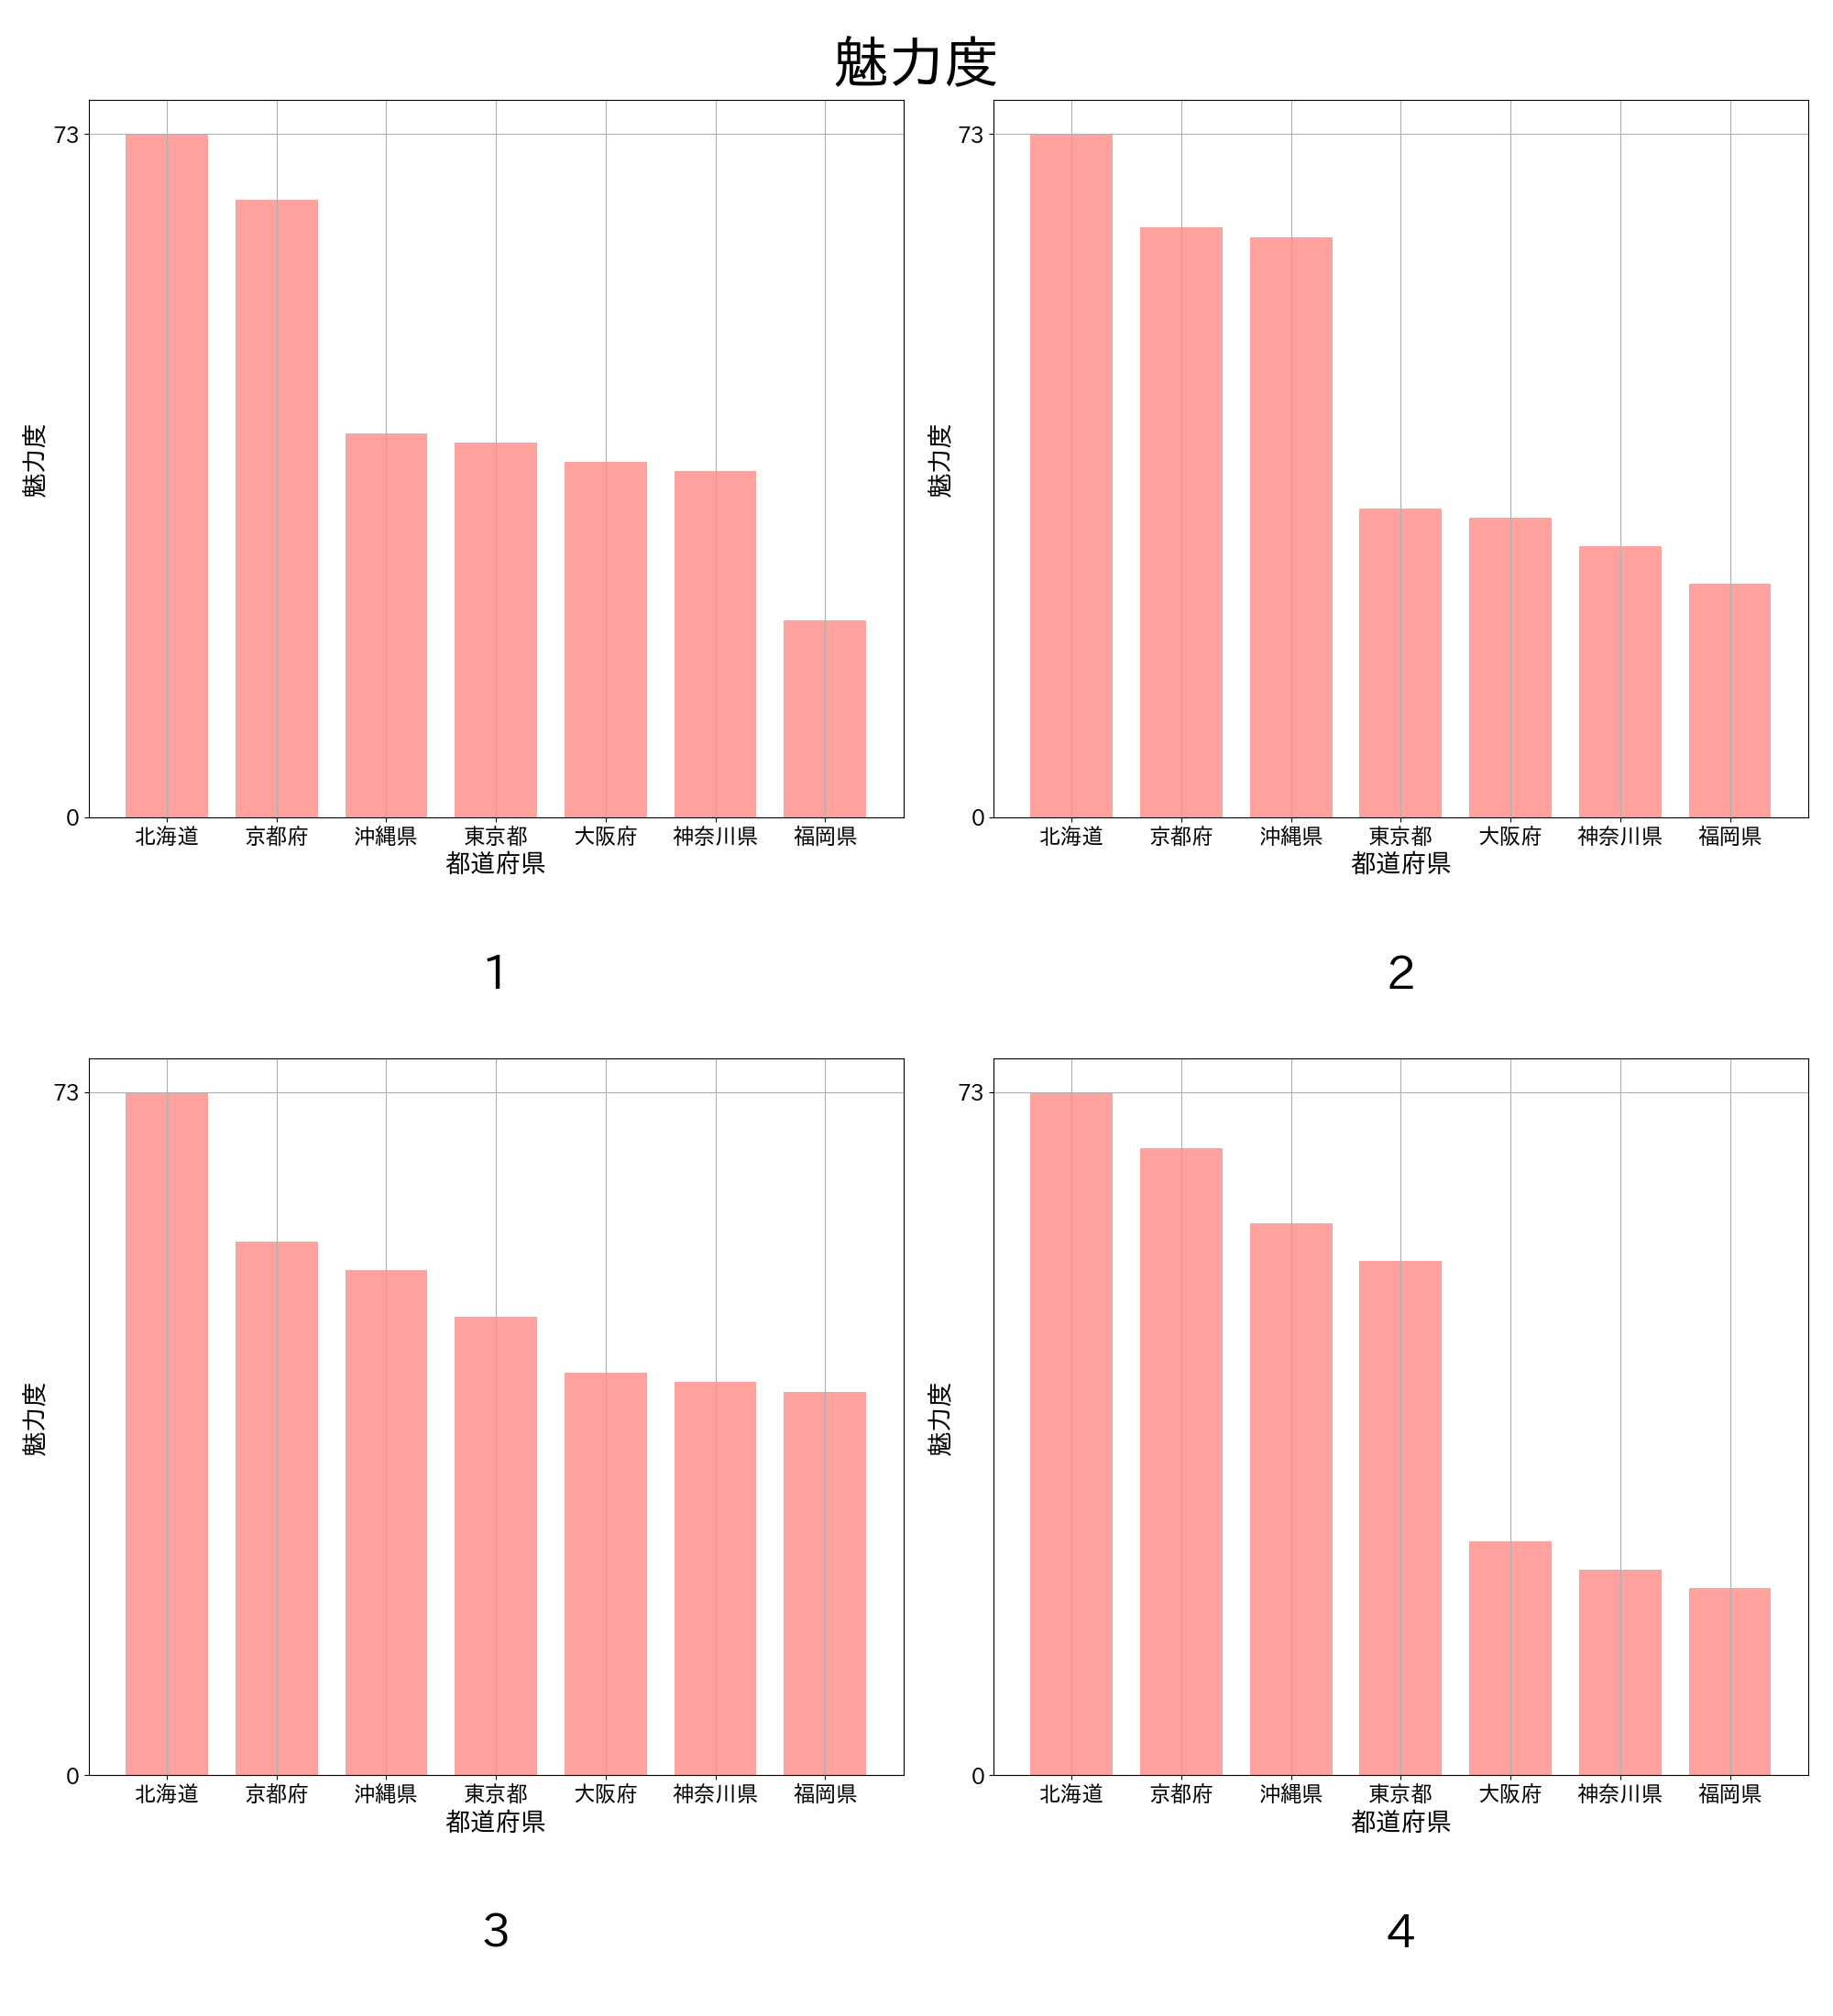 魅力度
73
0
魅力度
北海道 京都府 沖縄県 東京都 大阪府 神奈川県 福岡県
都道府県
1
73
0
魅力度
北海道 京都府 沖縄県 東京都 大阪府 神奈川県 福岡県
都道府県
2
73
0
魅力度
北海道 京都府 沖縄県 東京都 大阪府 神奈川県 福岡県
都道府県
3
73
0
魅力度
北海道 京都府 沖縄県 東京都 大阪府 神奈川県 福岡県
都道府県
4